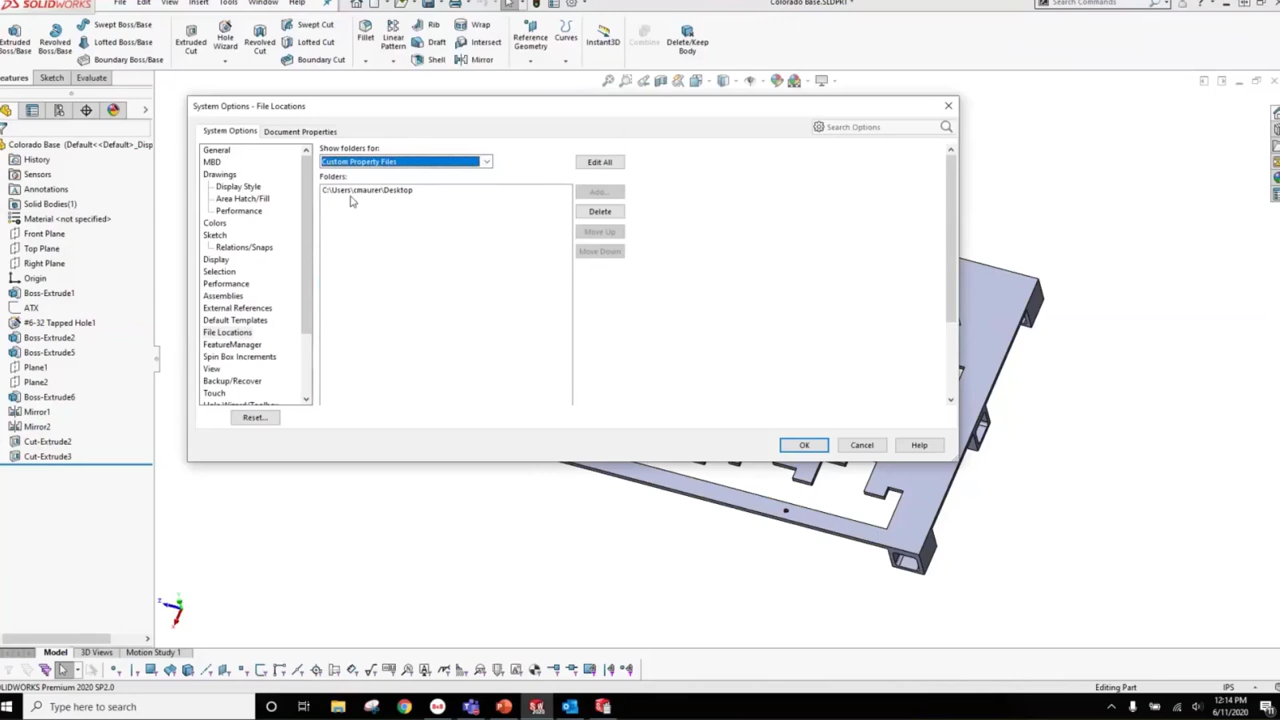 SOLIDWORKS
File
Edit
View
Insert
Tools
Window
Help
Colorado Base.SLDPRT
Search Commands
Extruded Boss/Base
Revolved Boss/Base
Swept Boss/Base
Lofted Boss/Base
Boundary Boss/Base
Extruded Cut
Hole Wizard
Revolved Cut
Swept Cut
Lofted Cut
Boundary Cut
Fillet
Linear Pattern
Rib
Draft
Shell
Wrap
Intersect
Mirror
Reference Geometry
Curves
Instant3D
Combine
Delete/Keep Body
eatures
Sketch
Evaluate
Colorado Base (Default<<Default>_Disp
History
Sensors
Annotations
Solid Bodies(1)
Material <not specified>
Front Plane
Top Plane
Right Plane
Origin
Boss-Extrude1
ATX
#6-32 Tapped Hole1
Boss-Extrude2
Boss-Extrude5
Plane1
Plane2
Boss-Extrude6
Mirror1
Mirror2
Cut-Extrude2
Cut-Extrude3
System Options - File Locations
System Options
Document Properties
Search Options
General
MBD
Drawings
Display Style
Area Hatch/Fill
Performance
Colors
Sketch
Relations/Snaps
Display
Selection
Performance
Assemblies
External References
Default Templates
File Locations
FeatureManager
Spin Box Increments
View
Backup/Recover
Touch
Hole Wizard/Toolbox
Reset...
Show folders for:
Custom Property Files
Folders:
C:\Users\cmaurer\Desktop
Edit All
Add...
Delete
Move Up
Move Down
OK
Cancel
Help
Z
X
Model
3D Views
Motion Study 1
SOLIDWORKS Premium 2020 SP2.0
Editing Part
IPS
Type here to search
12:14 PM
6/11/2020